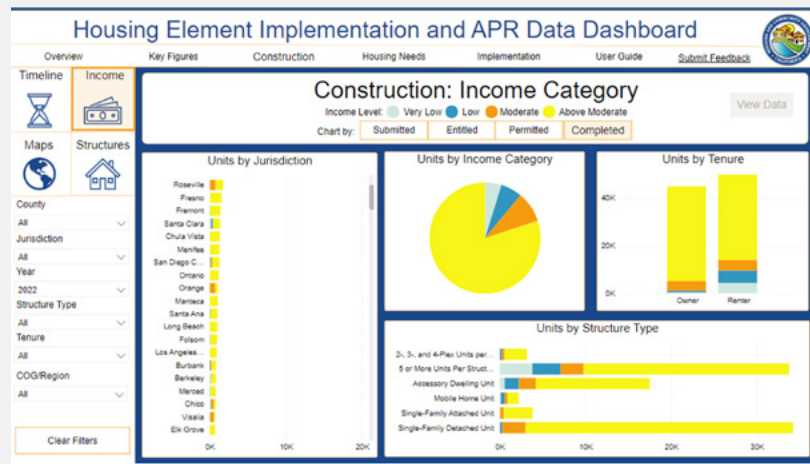 Housing Element Implementation and APR Data Dashboard
Overview Key Figures Construction Housing Needs Implementation User Guide Submit Feedback
Timeline Income
Maps Structures
County
All
Jurisdiction
All
Year
2022
Structure Type
All
Tenure
All
COG/Region
All
Clear Filters
Construction: Income Category
Income Level: Very Low Low Moderate Above Moderate
Chart by: Submitted Entitled Permitted Completed
View Data
Units by Jurisdiction
Roseville
Fresno
Fremont
Santa Clara
Chula Vista
Menifee
San Diego C...
Ontario
Orange
Manteca
Santa Ana
Long Beach
Folsom
Los Angeles...
Burbank
Berkeley
Merced
Chico
Visalia
Elk Grove
0K 10K 20K
Units by Income Category
Units by Tenure
40K
20K
0K
Owner Renter
Units by Structure Type
2-, 3-, and 4-Plex Units per...
5 or More Units Per Struct...
Accessory Dwelling Unit
Mobile Home Unit
Single-Family Attached Unit
Single-Family Detached Unit
0K 10K 20K 30K